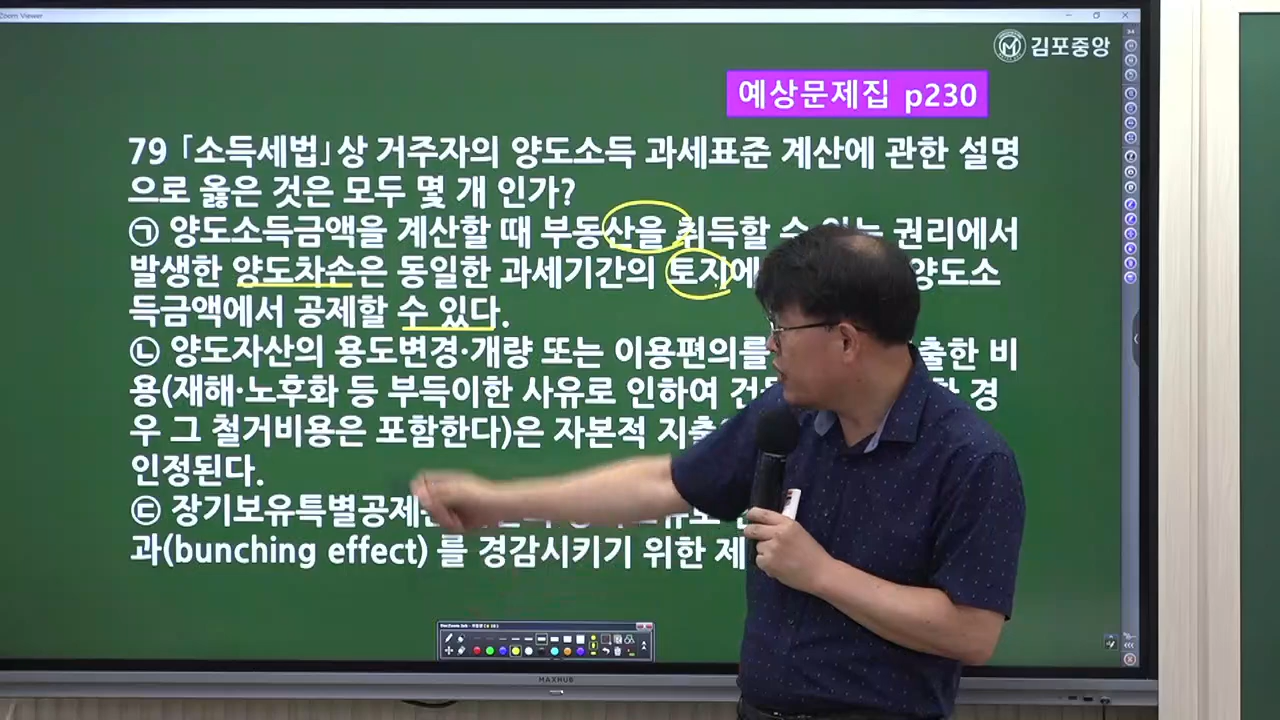 Zoom Viewer
김포중앙
예상문제집 p230
79「소득세법」상 거주자의 양도소득 과세표준 계산에 관한 설명
으로 옳은 것은 모두 몇 개 인가?
㉠ 양도소득금액을 계산할 때 부동산을 취득할 수 권리에서
발생한 양도차손은 동일한 과세기간의 토지에 양도소
득금액에서 공제할 수 있다.
㉡ 양도자산의 용도변경·개량 또는 이용편의를 출한 비
용(재해·노후화 등 부득이한 사유로 인하여 경
우 그 철거비용은 포함한다)은 자본적
인정된다.
㉢ 장기보유특별공제
과(bunching effect) 를 경감시키기 위한
MAXHUB